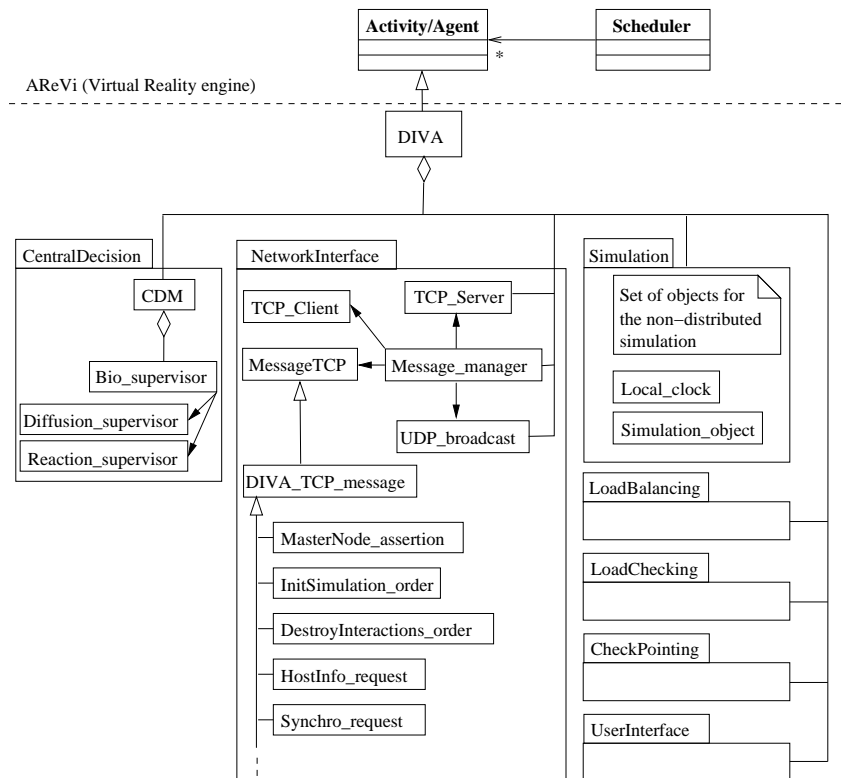 Activity/Agent
Scheduler
*
AReVi (Virtual Reality engine)
DIVA
CentralDecision
CDM
Bio_supervisor
Diffusion_supervisor
Reaction_supervisor
NetworkInterface
TCP_Client
TCP_Server
MessageTCP
Message_manager
UDP_broadcast
DIVA_TCP_message
MasterNode_assertion
InitSimulation_order
DestroyInteractions_order
HostInfo_request
Synchro_request
Simulation
Set of objects for
the non−distributed
simulation
Local_clock
Simulation_object
LoadBalancing
LoadChecking
CheckPointing
UserInterface